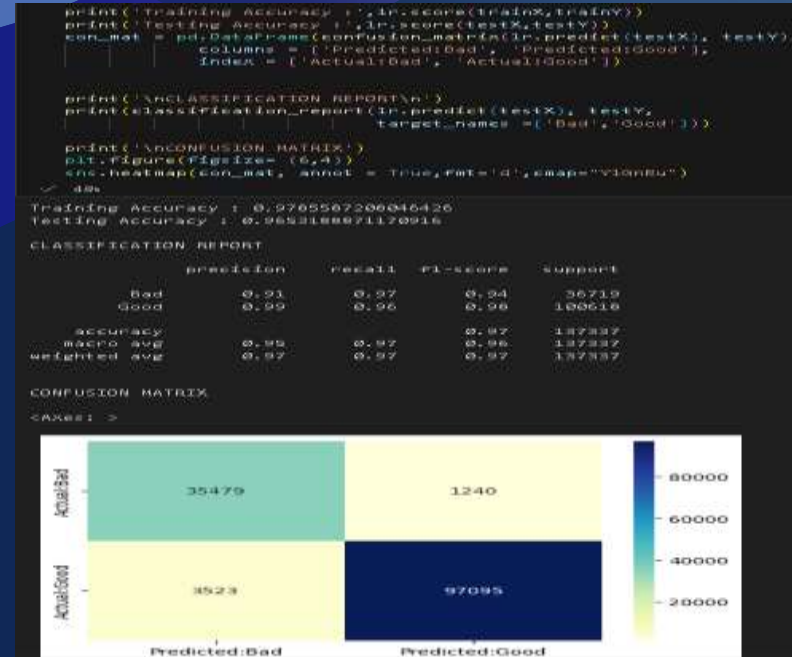 print('Training Accuracy :',lr.score(trainX,trainY))
print('Testing Accuracy :',lr.score(testX,testY))
con_mat = pd.DataFrame(confusion_matrix(lr.predict(testX), testY),
columns = ['Predicted:Bad', 'Predicted:Good'],
index = ['Actual:Bad', 'Actual:Good'])
print('\nCLASSIFICATION REPORT\n')
print(classification_report(lr.predict(testX), testY,
target_names =['Bad','Good']))
print('\nCONFUSION MATRIX')
plt.figure(figsize= (6,4))
sns.heatmap(con_mat, annot = True,fmt='d',cmap="YlGnBu")
Training Accuracy :
Testing Accuracy :
CLASSIFICATION REPORT
precision recall f1-score support
Bad 0.91 0.97 0.94 36719
Good 0.99 0.96 0.98 100618
accuracy 0.97 137337
macro avg 0.95 0.97 0.96 137337
weighted avg 0.97 0.97 0.97 137337
CONFUSION MATRIX
<Axes: >
Actual:Bad 35479 1240
Actual:Good 3523 97095
Predicted:Bad Predicted:Good
80000
60000
40000
20000